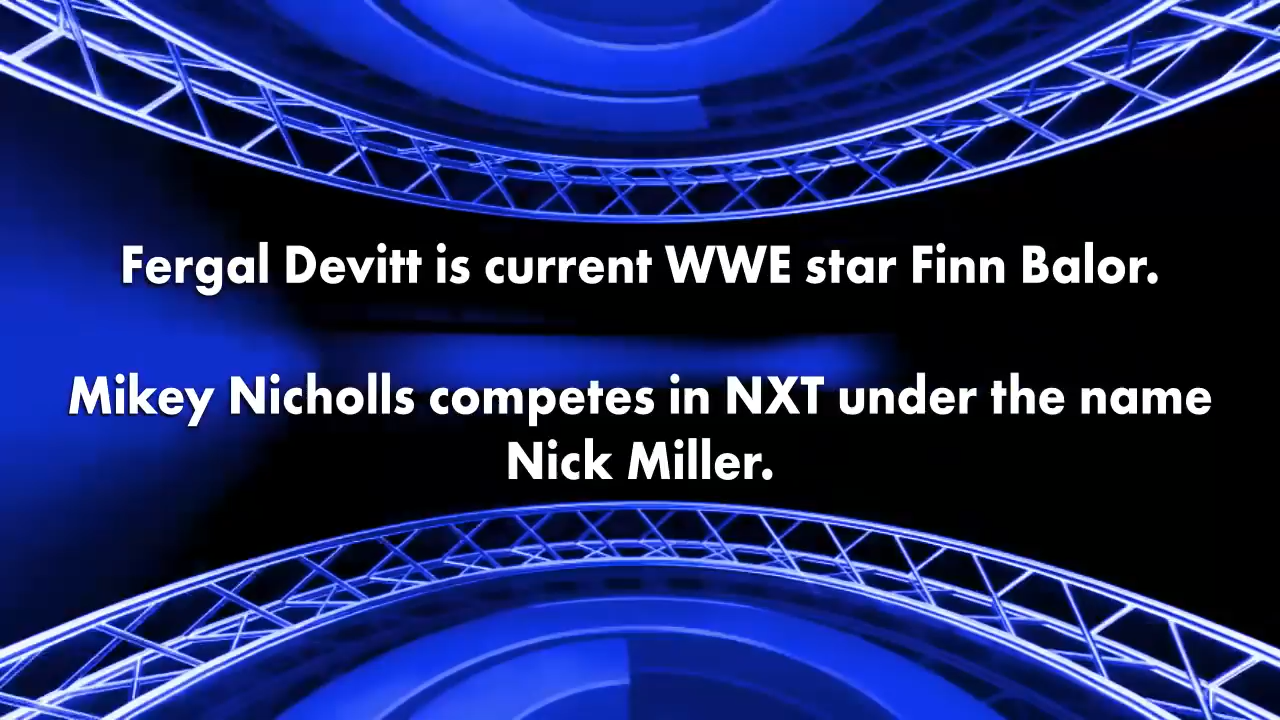 Fergal Devitt is current WWE star Finn Balor.
Mikey Nicholls competes in NXT under the name
Nick Miller.